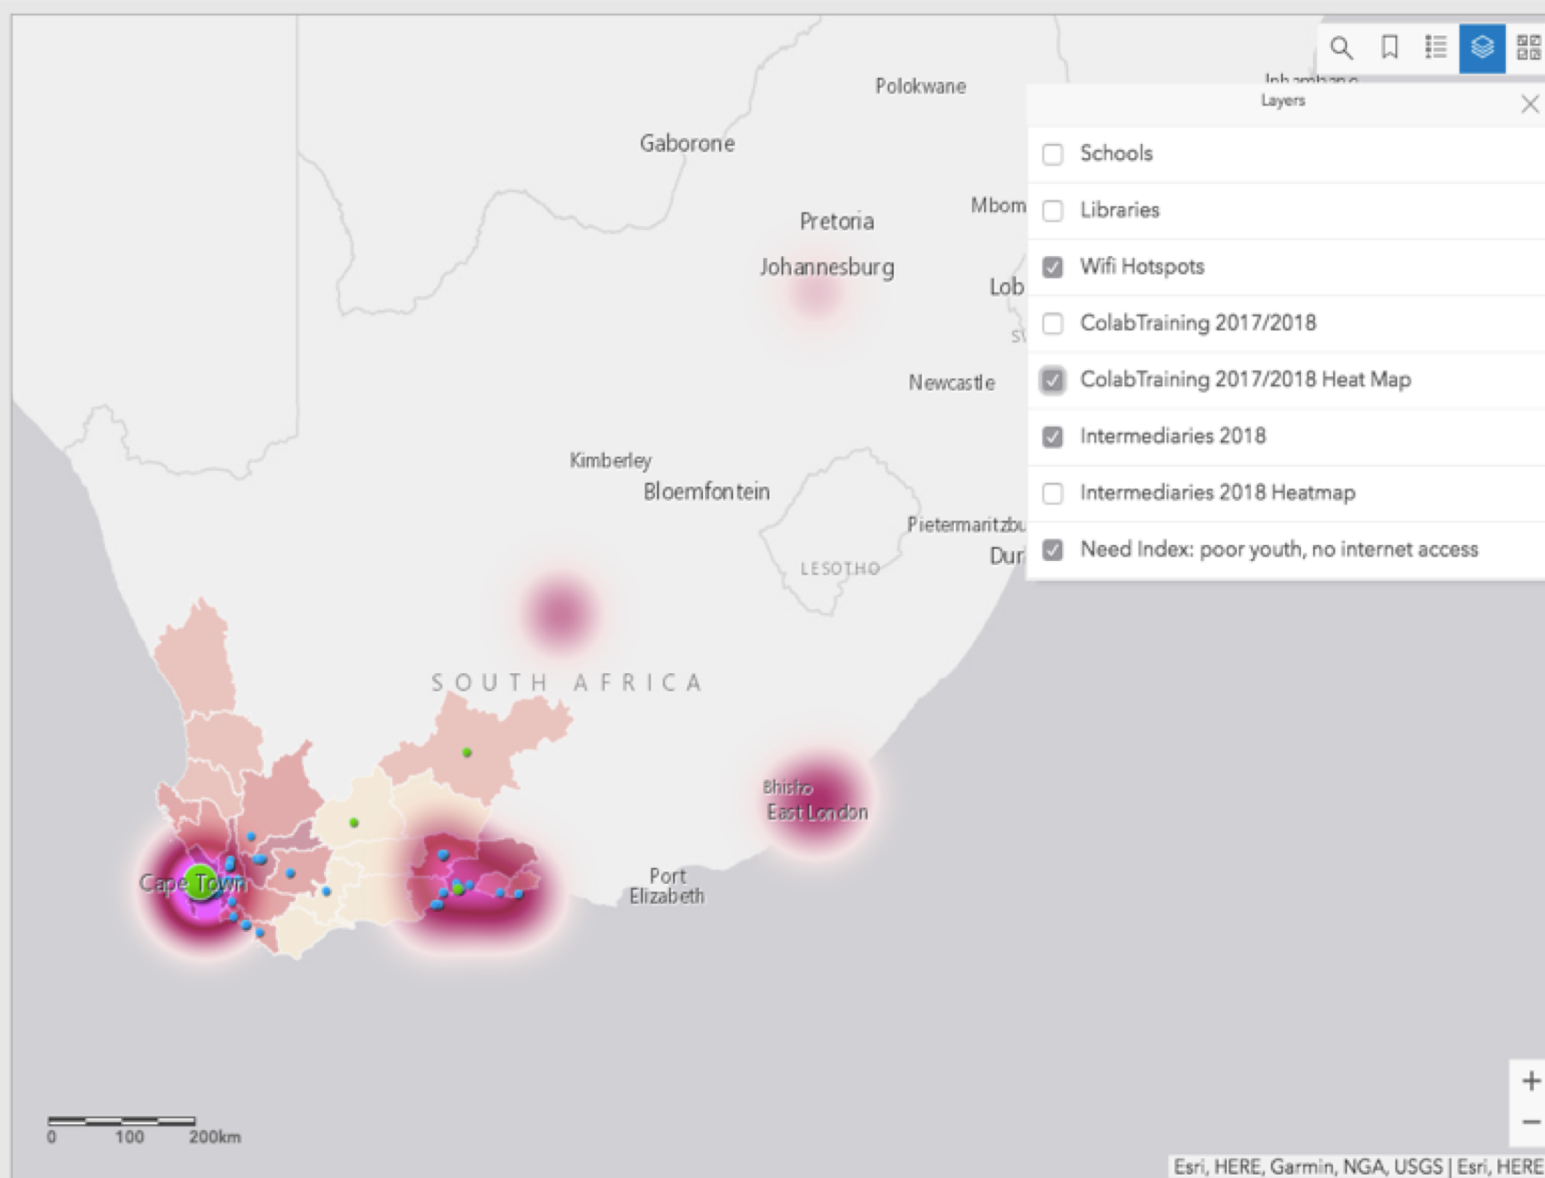 Polokwane
Inhambane
Gaborone
Layers
Schools
Mbom
Libraries
Pretoria
Johannesburg
Wifi Hotspots
Lob
ColabTraining 2017/2018
Newcastle
ColabTraining 2017/2018 Heat Map
Kimberley
Intermediaries 2018
Bloemfontein
Intermediaries 2018 Heatmap
Pietermaritzbu
Dur
Need Index: poor youth, no internet access
LESOTHO
SOUTH AFRICA
Bhisho
East London
Cape Town
Port
Elizabeth
0 100 200km
+
−
Esri, HERE, Garmin, NGA, USGS | Esri, HERE